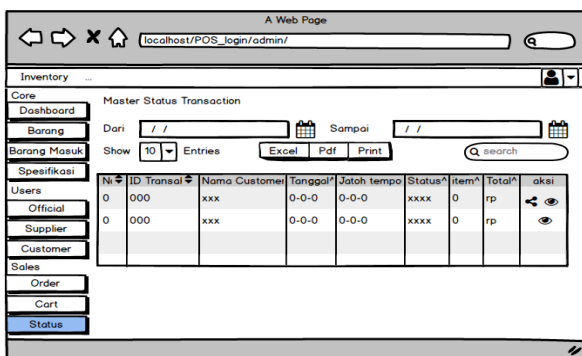 A Web Page
localhost/POS_login/admin/
Inventory ...
Core
Dashboard
Barang
Barang Masuk
Spesifikasi
Users
Official
Supplier
Customer
Sales
Order
Cart
Status
Master Status Transaction
Dari / / Sampai / /
Show 10 Entries Excel Pdf Print search
ID Transal Nama Customer Tanggal^ Jatoh tempo Status^ item^ Total^ aksi
0 000 xxx 0-0-0 0-0-0 xxxx 0 rp
0 000 xxx 0-0-0 0-0-0 xxxx 0 rp